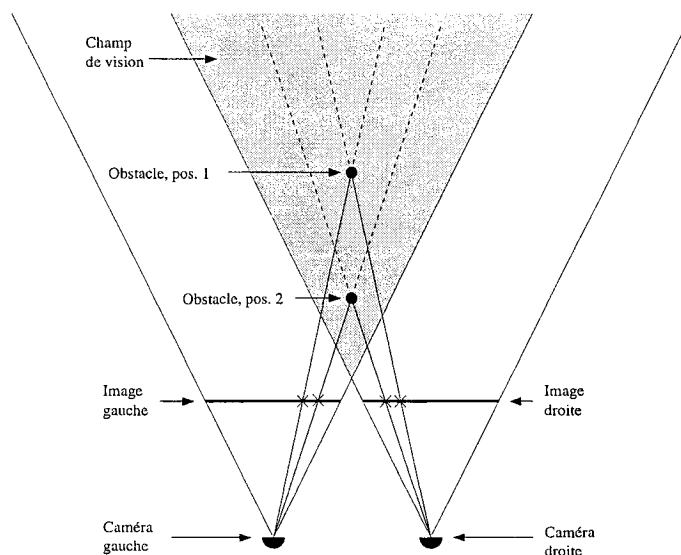 Champ
de vision
Obstacle, pos. 1
Obstacle, pos. 2
Image
gauche
Image
droite
Caméra
gauche
Caméra
droite